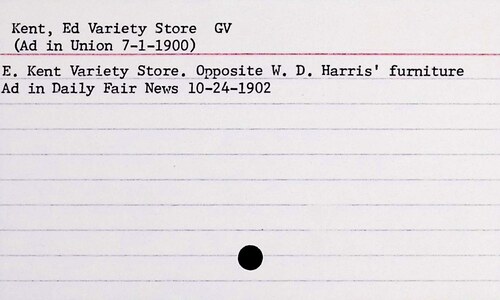 Kent, Ed Variety Store GV
(Ad in Union 7-1-1900)
E. Kent Variety Store. Opposite W. D. Harris' furniture
Ad in Daily Fair News 10-24-1902